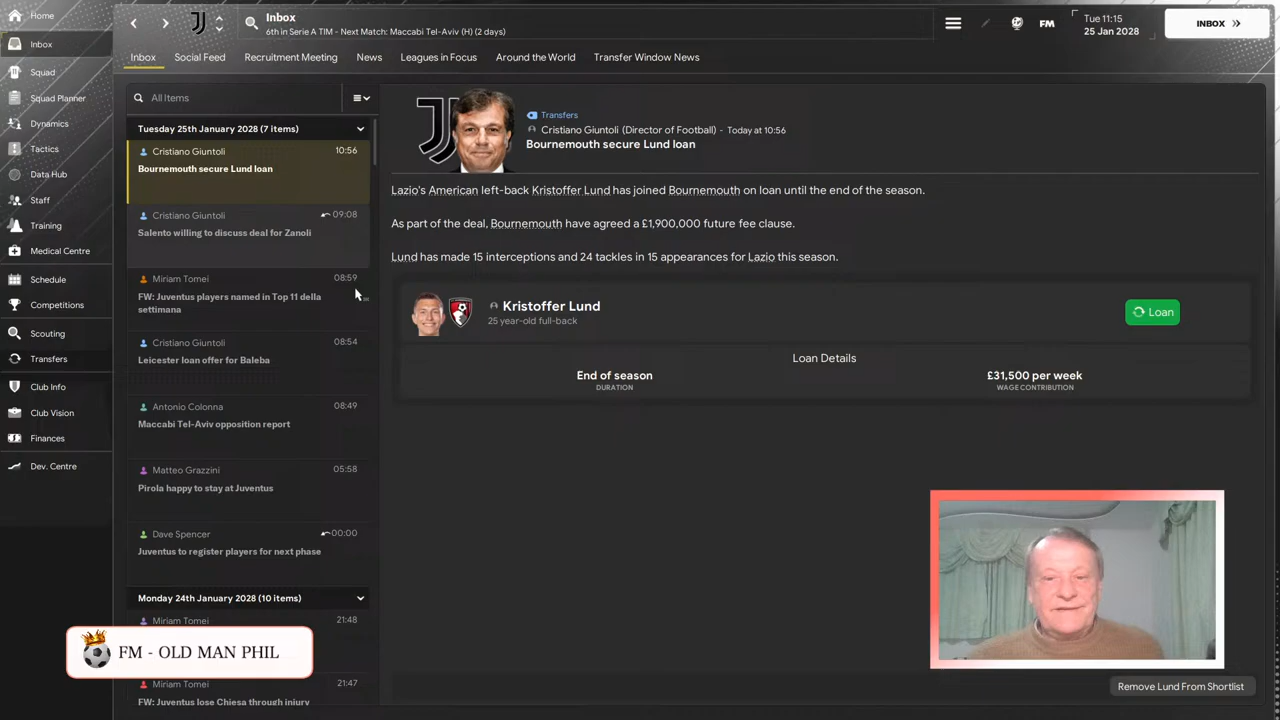 Home
Inbox
Squad
Squad Planner
Dynamics
Tactics
Data Hub
Staff
Training
Medical Centre
Schedule
Competitions
Scouting
Transfers
Club Info
Club Vision
Finances
Dev. Centre
Inbox
6th in Serie A TIM - Next Match: Maccabi Tel-Aviv (H) (2 days)
FM
Tue 11:15
25 Jan 2028
INBOX
Inbox Social Feed Recruitment Meeting News Leagues in Focus Around the World Transfer Window News
All Items
Tuesday 25th January 2028 (7 items)
Cristiano Giuntoli 10:56
Bournemouth secure Lund loan
Cristiano Giuntoli 09:08
Salento willing to discuss deal for Zanoli
Miriam Tomei 08:59
FW: Juventus players named in Top 11 della
settimana
Cristiano Giuntoli 08:54
Leicester loan offer for Baleba
Antonio Colonna 08:49
Maccabi Tel-Aviv opposition report
Matteo Grazzini 05:58
Pirola happy to stay at Juventus
Dave Spencer 00:00
Juventus to register players for next phase
Monday 24th January 2028 (10 items)
Miriam Tomei 21:48
FM - OLD MAN PHIL
Miriam Tomei 21:47
FW: Juventus lose Chiesa through injury
Transfers
Cristiano Giuntoli (Director of Football) - Today at 10:56
Bournemouth secure Lund loan
Lazio's American left-back Kristoffer Lund has joined Bournemouth on loan until the end of the season.
As part of the deal, Bournemouth have agreed a £1,900,000 future fee clause.
Lund has made 15 interceptions and 24 tackles in 15 appearances for Lazio this season.
Kristoffer Lund
25 year-old full-back
Loan
Loan Details
End of season £31,500 per week
DURATION WAGE CONTRIBUTION
Remove Lund From Shortlist